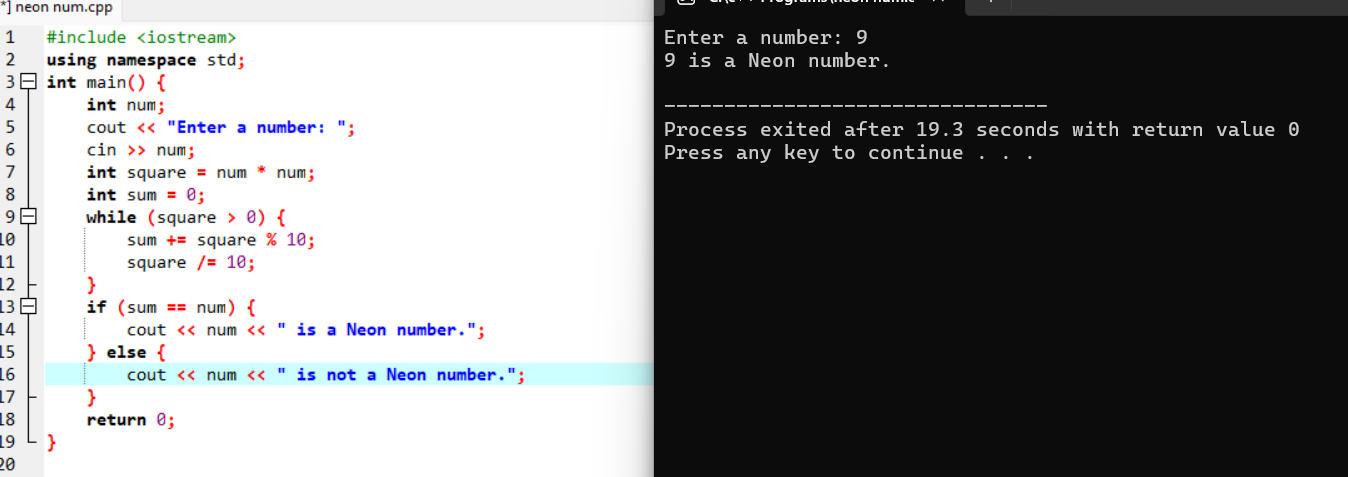 *] neon num.cpp
1 #include <iostream>
2 using namespace std;
3 int main() {
4 int num;
5 cout << "Enter a number: ";
6 cin >> num;
7 int square = num * num;
8 int sum = 0;
9 while (square > 0) {
10 sum += square % 10;
11 square /= 10;
12 }
13 if (sum == num) {
14 cout << num << " is a Neon number.";
15 } else {
16 cout << num << " is not a Neon number.";
17 }
18 return 0;
19 }
20
Enter a number: 9
9 is a Neon number.
--------------------------------
Process exited after 19.3 seconds with return value 0
Press any key to continue . . .